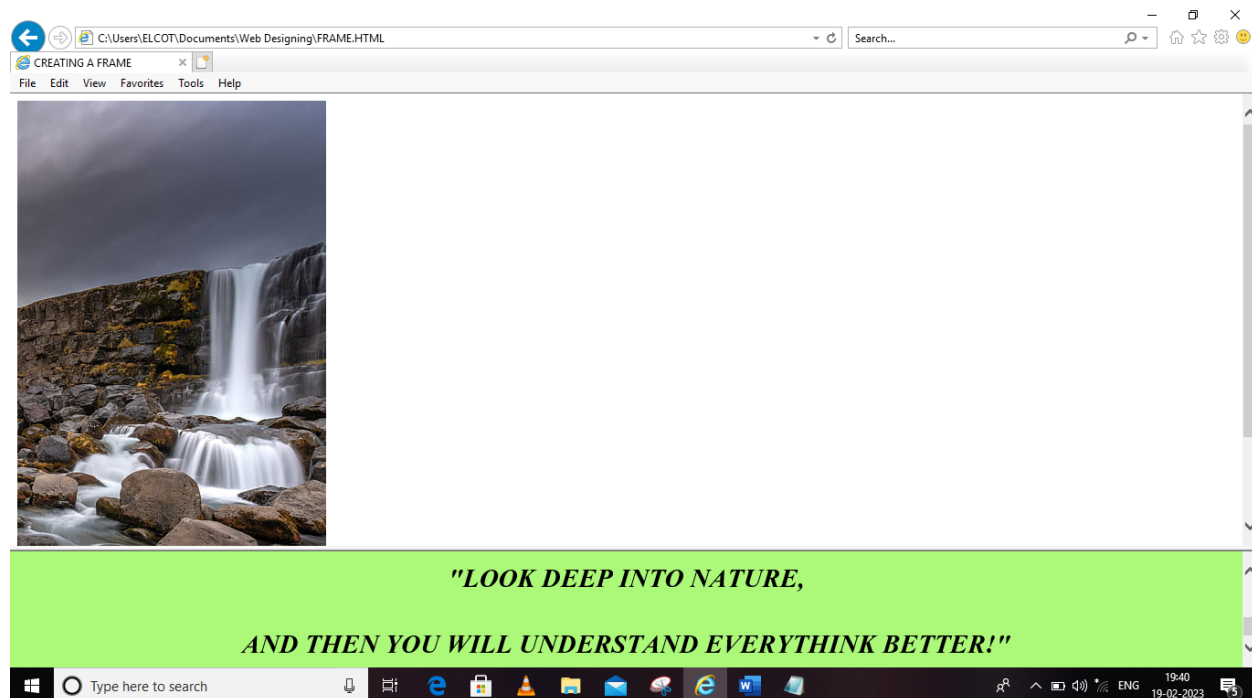 C:\Users\ELCOT\Documents\Web Designing\FRAME.HTML
Search...
CREATING A FRAME
File Edit View Favorites Tools Help
"LOOK DEEP INTO NATURE,
AND THEN YOU WILL UNDERSTAND EVERYTHINK BETTER!"
Type here to search
ENG
19:40
19-02-2023
5